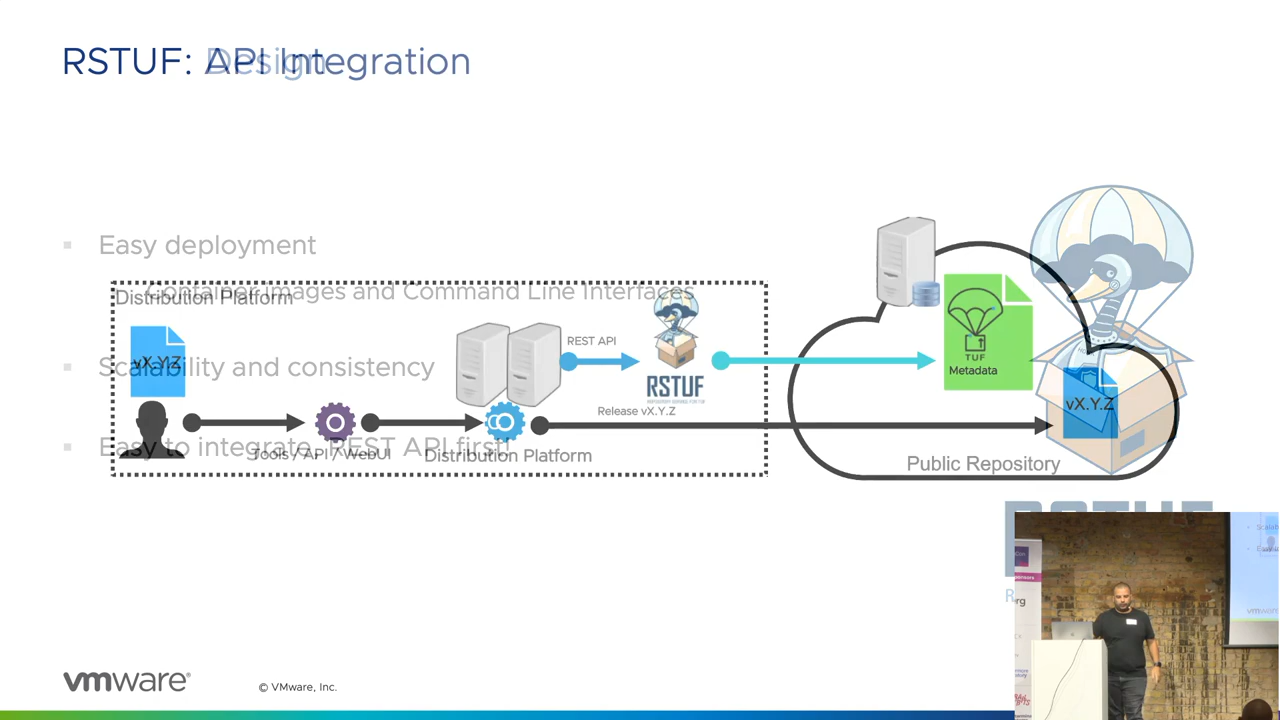 RSTUF: API Integration
Design
Easy deployment
Container images and Command Line Interfaces
Distribution Platform
REST API
vX.Y.Z
Scalability and consistency
RSTUF
TUF
Metadata
vX.Y.Z
Release vX.Y.Z
Easy to integrate, REST API first!
Tools / API / WebUI
Distribution Platform
Public Repository
RSTUF
vmware®
© VMware, Inc.